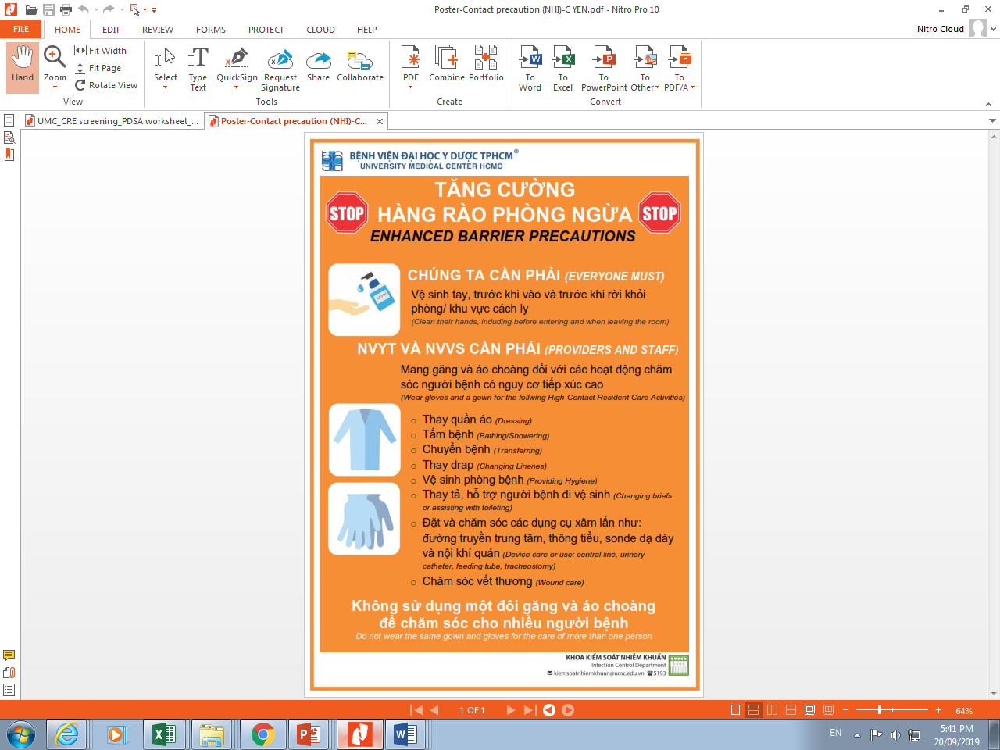 Poster-Contact precaution (NHI)-C YEN.pdf - Nitro Pro 10
FILE HOME EDIT REVIEW FORMS PROTECT CLOUD HELP Nitro Cloud
Hand
Zoom
Fit Width
Fit Page
Rotate View
View
Select
Type Text
QuickSign
Request Signature
Share
Collaborate
Tools
PDF
Combine
Portfolio
Create
To Word
To Excel
To PowerPoint
To Other
To PDF/A
Convert
UMC_CRE screening_PDSA worksheet_...
Poster-Contact precaution (NHI)-C...
BỆNH VIỆN ĐẠI HỌC Y DƯỢC TPHCM®
UNIVERSITY MEDICAL CENTER HCMC
TĂNG CƯỜNG
STOP HÀNG RÀO PHÒNG NGỪA STOP
ENHANCED BARRIER PRECAUTIONS
CHÚNG TA CẦN PHẢI (EVERYONE MUST)
Vệ sinh tay, trước khi vào và trước khi rời khỏi
phòng/ khu vực cách ly
(Clean their hands, induding before entering and when leaving the room)
NVYT VÀ NVVS CẦN PHẢI (PROVIDERS AND STAFF)
Mang găng và áo choàng đối với các hoạt động chăm
sóc người bệnh có nguy cơ tiếp xúc cao
(Wear gloves and a gown for the follwing High-Contact Resident Care Activities)
o Thay quần áo (Dressing)
o Tắm bệnh (Bathing/Showering)
o Chuyển bệnh (Transferring)
o Thay drap (Changing Linenes)
o Vệ sinh phòng bệnh (Providing Hygiene)
o Thay tả, hỗ trợ người bệnh đi vệ sinh (Changing briefs
or assisting with toileting)
o Đặt và chăm sóc các dụng cụ xâm lấn như:
đường truyền trung tâm, thông tiểu, sonde dạ dày
và nội khí quản (Device care or use: central line, urinary
catheter, feeding tube, tracheostomy)
o Chăm sóc vết thương (Wound care)
Không sử dụng một đôi găng và áo choàng
để chăm sóc cho nhiều người bệnh
Do not wear the same gown and gloves for the care of more than one person
KHOA KIỂM SOÁT NHIỄM KHUẨN
Infection Control Department
kiemsoatnhiemkhuan@umc.edu.vn 5193
1 OF 1
64%
EN
5:41 PM
20/09/2019